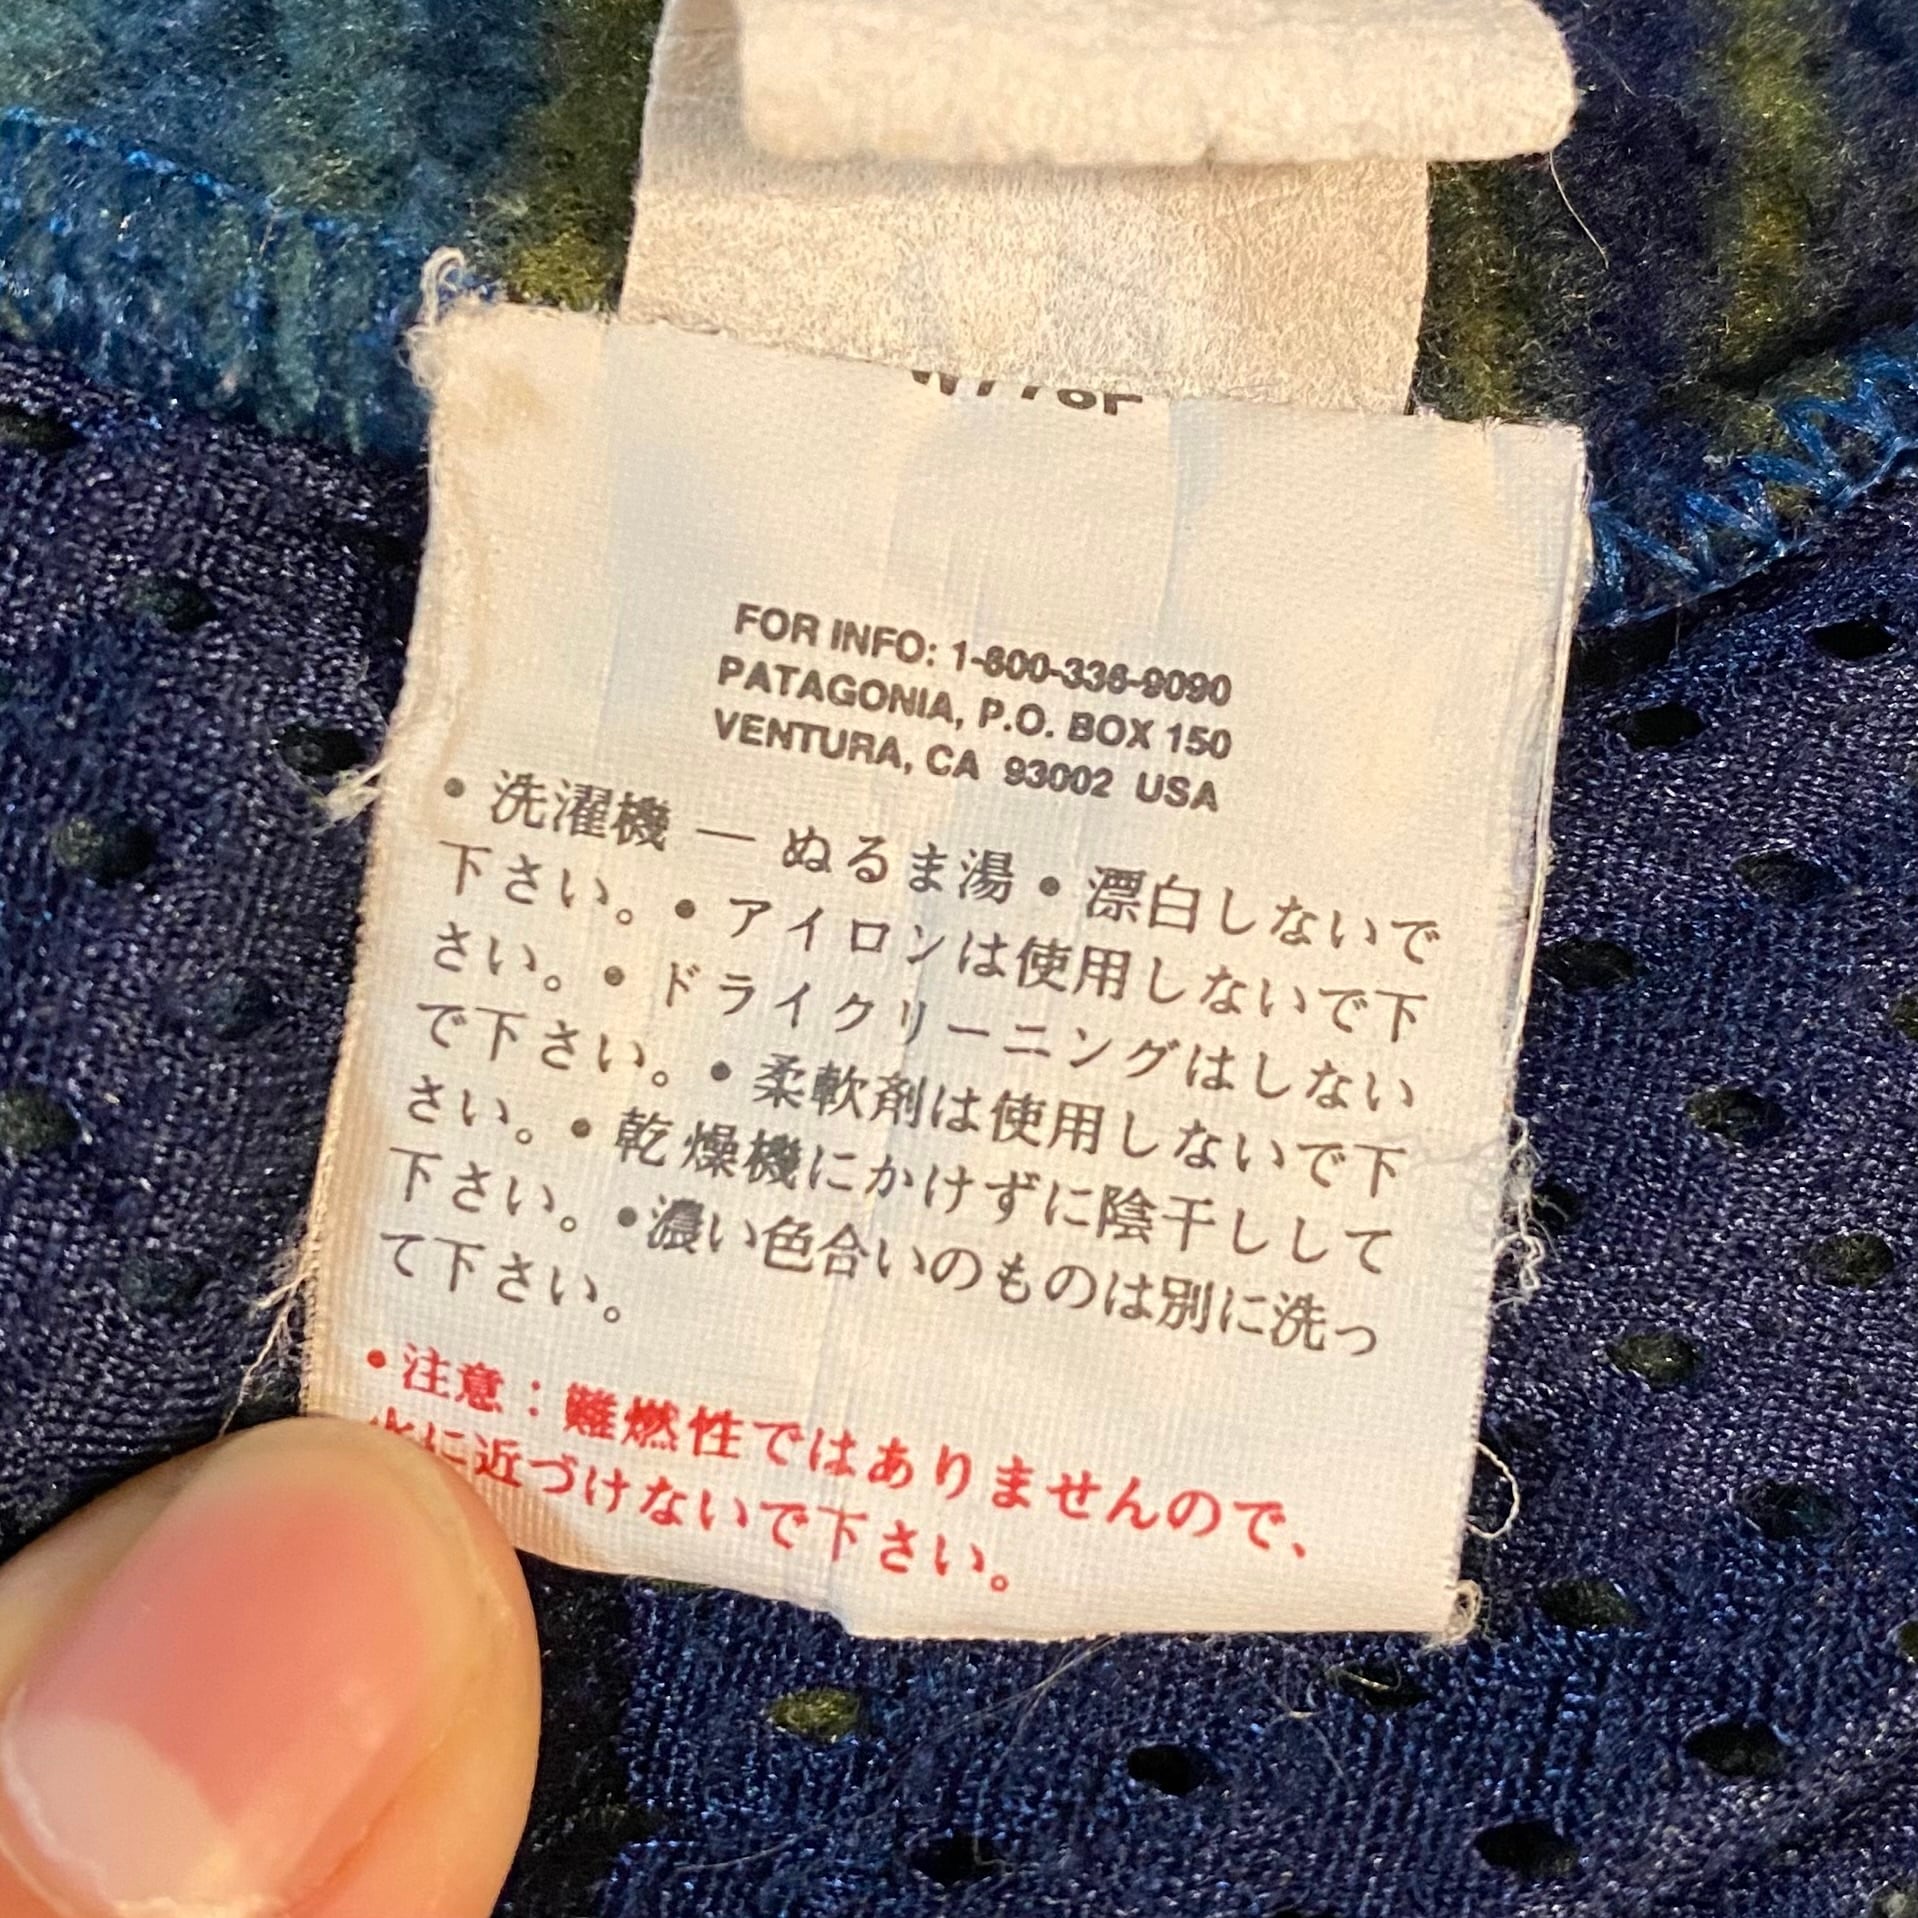 FOR INFO: 1-800-336-9090
PATAGONIA, P.O. BOX 150
VENTURA, CA 93002 USA
• 洗濯機 — ぬるま湯 • 漂白しないで
下さい。• アイロンは使用しないで下
さい。• ドライクリーニングはしない
で下さい。• 柔軟剤は使用しないで下
さい。• 乾燥機にかけずに陰干しして
下さい。•濃い色合いのものは別に洗っ
て下さい。
•注意：難燃性ではありませんので、
火に近づけないで下さい。